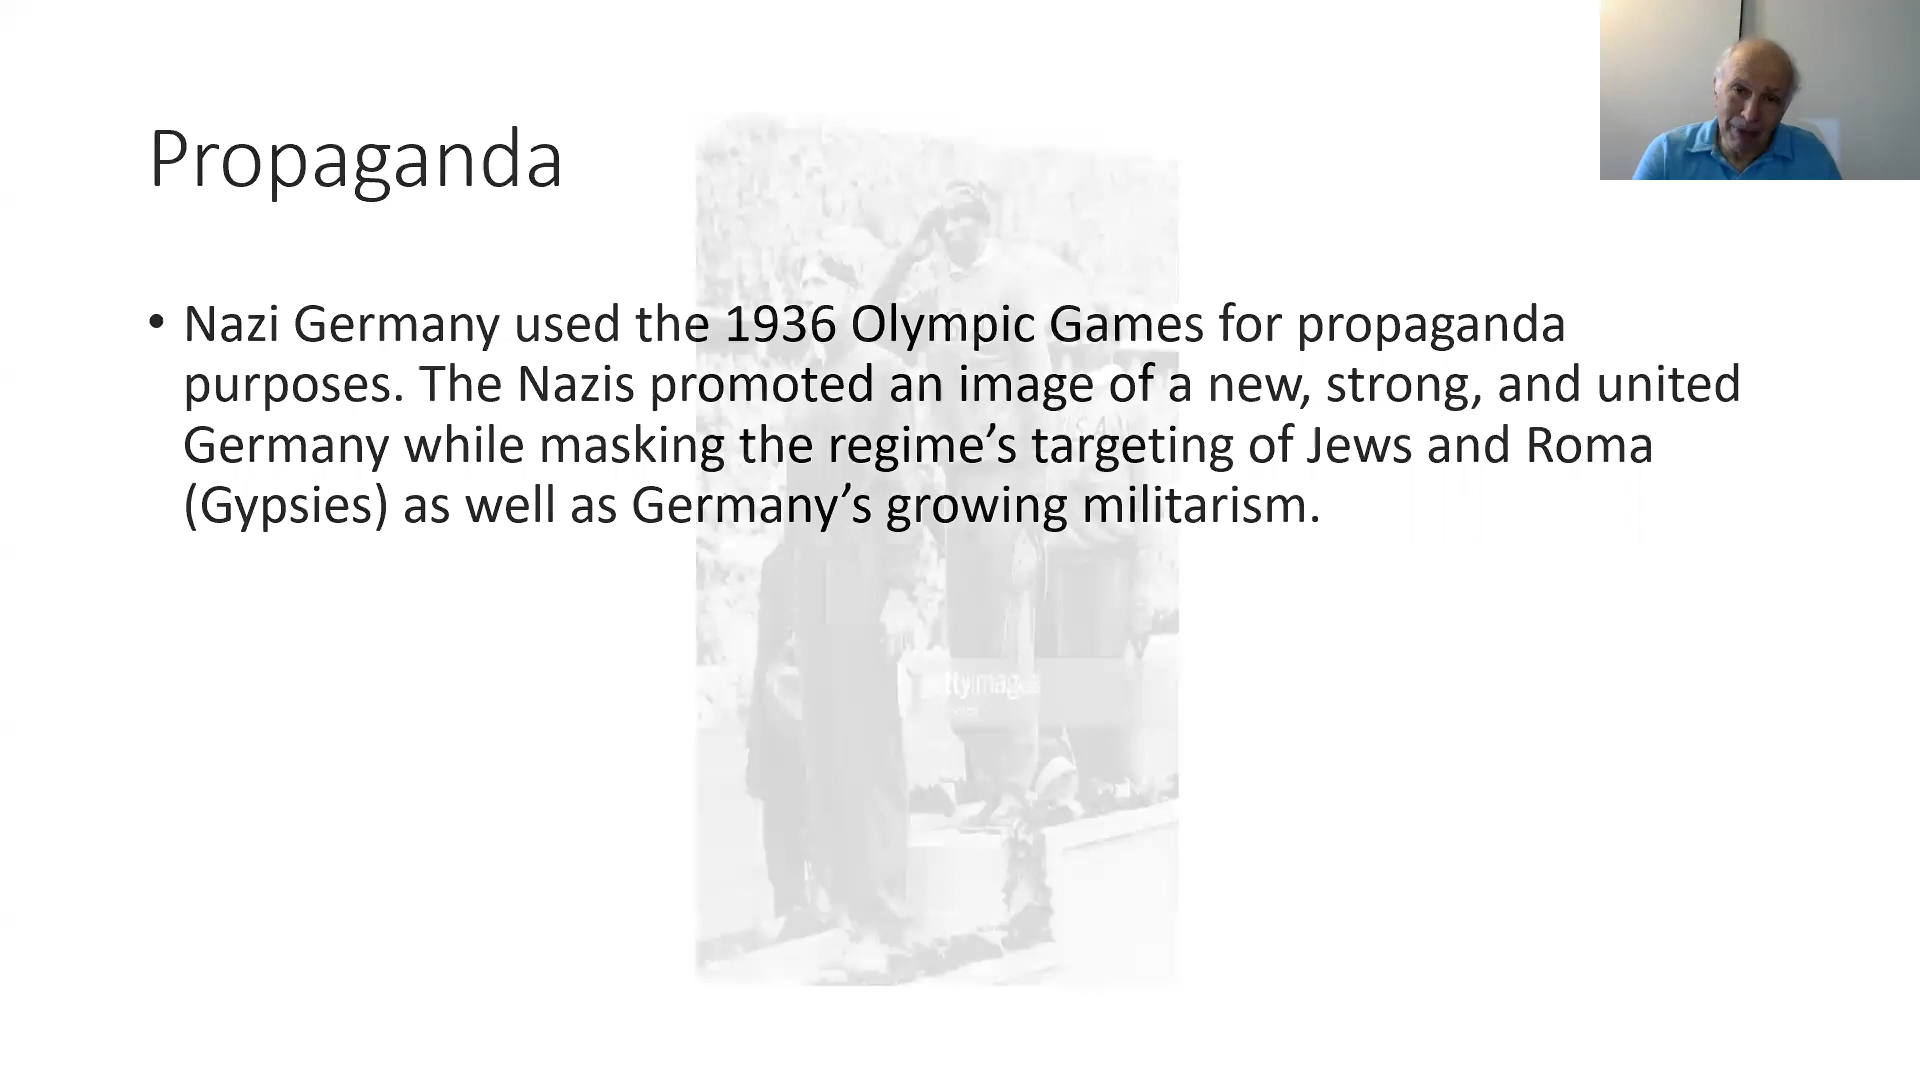 Propaganda
• Nazi Germany used the 1936 Olympic Games for propaganda
purposes. The Nazis promoted an image of a new, strong, and united
Germany while masking the regime’s targeting of Jews and Roma
(Gypsies) as well as Germany’s growing militarism.